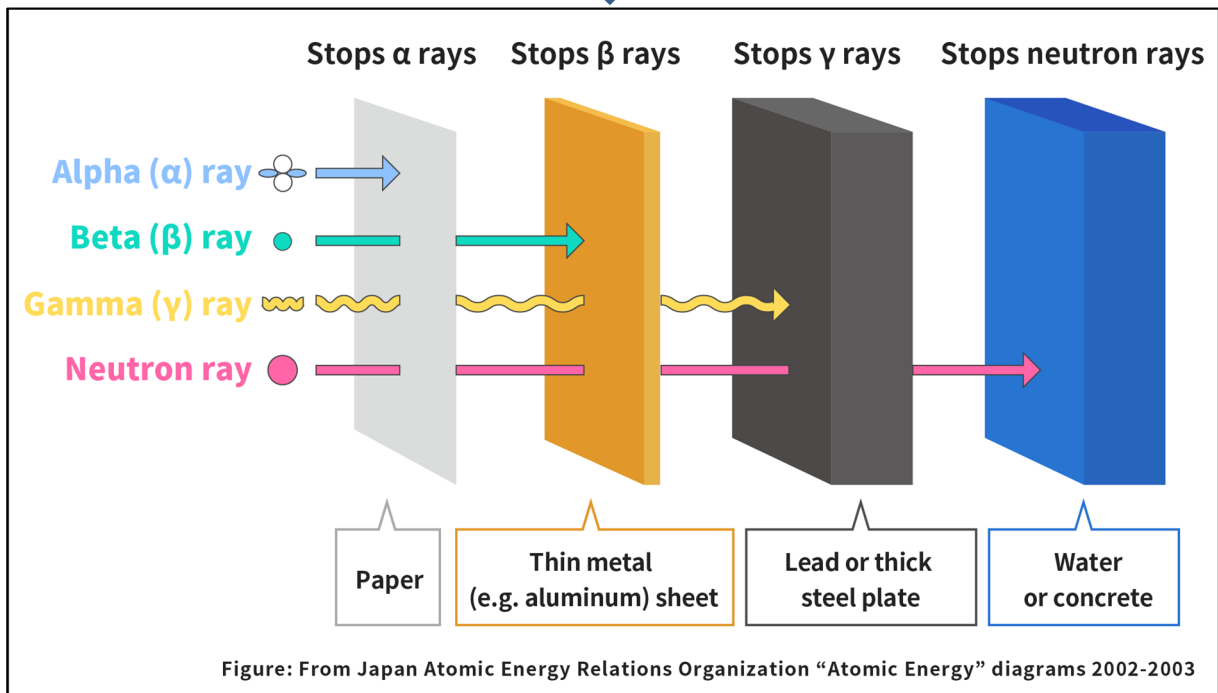 Stops α rays
Stops β rays
Stops γ rays
Stops neutron rays
Alpha (α) ray
Beta (β) ray
Gamma (γ) ray
Neutron ray
Paper
Thin metal
(e.g. aluminum) sheet
Lead or thick
steel plate
Water
or concrete
Figure: From Japan Atomic Energy Relations Organization “Atomic Energy” diagrams 2002-2003